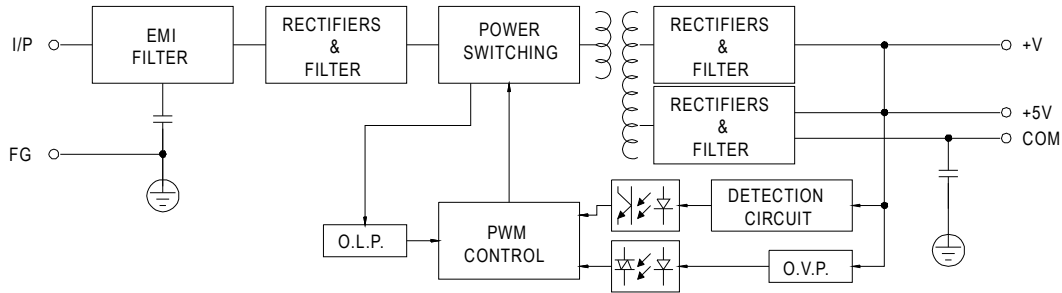 I/P
EMI
FILTER
RECTIFIERS
&
FILTER
POWER
SWITCHING
RECTIFIERS
&
FILTER
+V
RECTIFIERS
&
FILTER
+5V
COM
FG
DETECTION
CIRCUIT
O.L.P.
PWM
CONTROL
O.V.P.